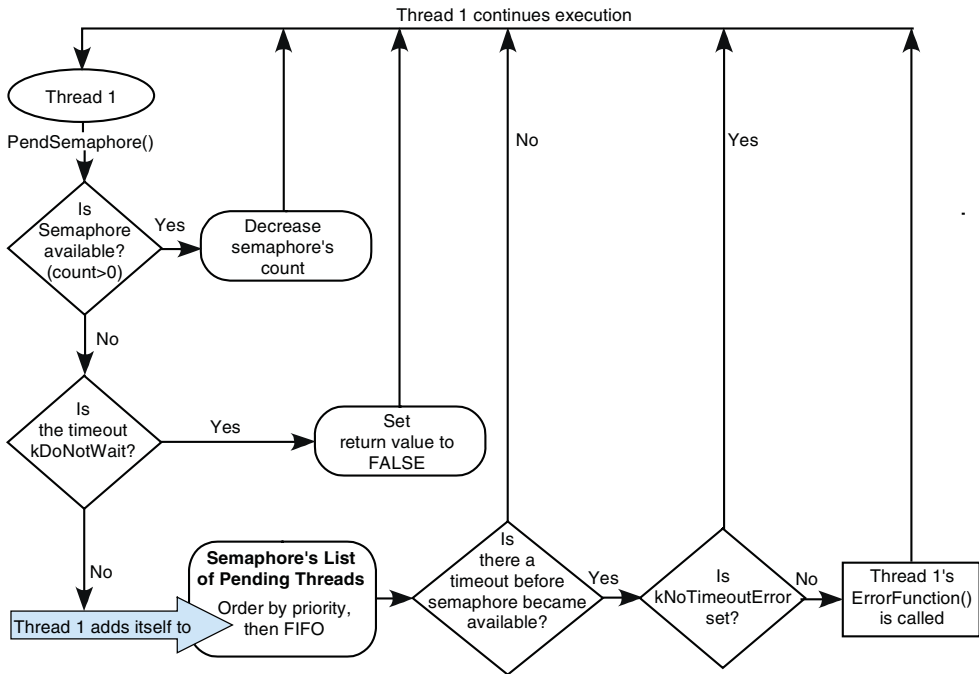 Thread 1 continues execution
Thread 1
PendSemaphore()
Is
Semaphore
available?
(count>0)
Yes
Decrease
semaphore's
count
No
Yes
No
Is
the timeout
kDoNotWait?
Yes
Set
return value to
FALSE
No
Thread 1 adds itself to
Semaphore's List
of Pending Threads
Order by priority,
then FIFO
Is
there a
timeout before
semaphore became
available?
Yes
Is
kNoTimeoutError
set?
No
Thread 1's
ErrorFunction()
is called